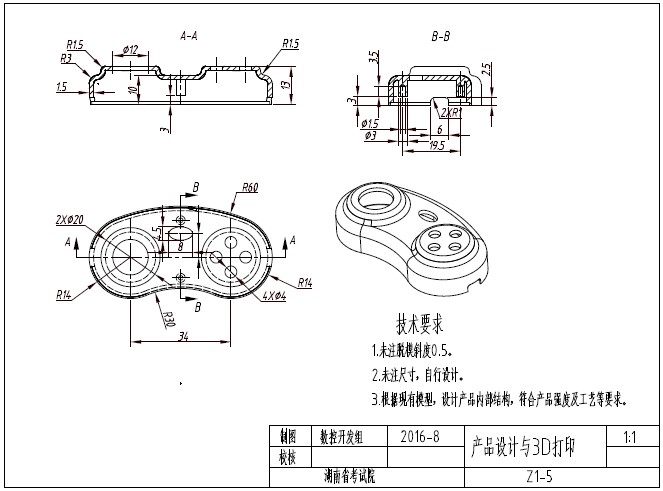 A-A
R1.5
Ø12
R1.5
R3
1.5
10
3
13
B-B
3.5
2.5
3
2XR1
Ø1.5
6
Ø3
19.5
B
R60
2XØ20
4.5
A
A
8
R14
R14
4XØ4
B
R30
34
技术要求
1.未注脱模斜度0.5。
2.未注尺寸，自行设计。
3.根据现有模型，设计产品内部结构，符合产品强度及工艺等要求。
制图 数控开发组 2016-8 产品设计与3D打印 1:1
校核
湖南省考试院 Z1-5